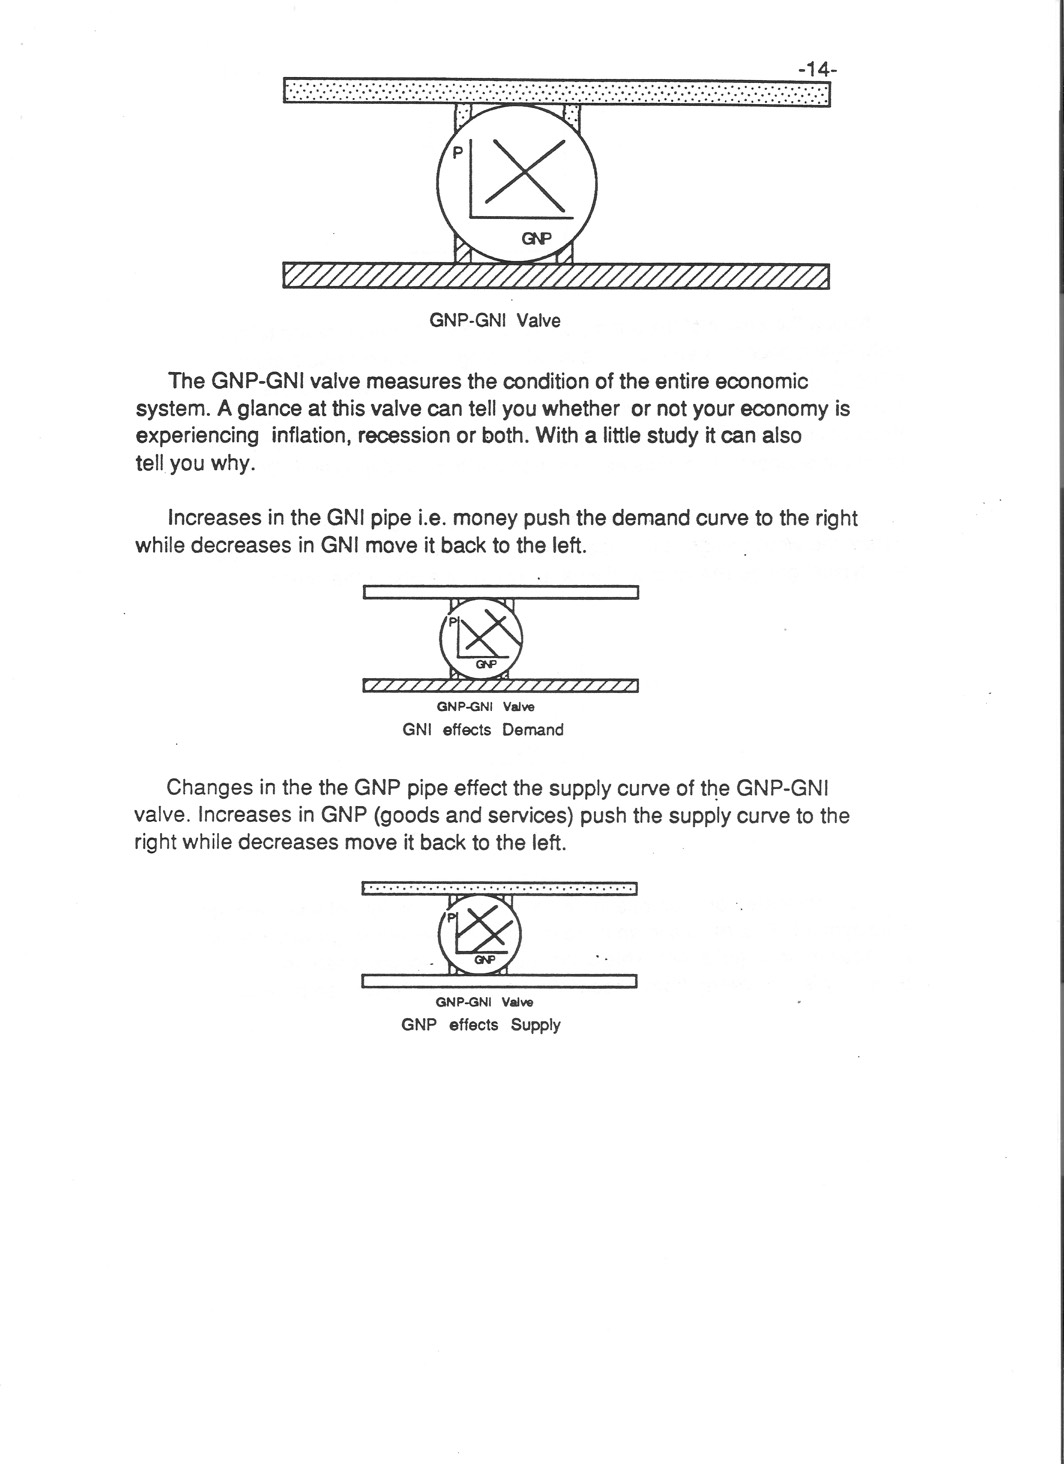 -14-
P
GNP
GNP-GNI Valve
The GNP-GNI valve measures the condition of the entire economic
system. A glance at this valve can tell you whether or not your economy is
experiencing inflation, recession or both. With a little study it can also
tell you why.
Increases in the GNI pipe i.e. money push the demand curve to the right
while decreases in GNI move it back to the left.
P
GNP
GNP-GNI Valve
GNI effects Demand
Changes in the the GNP pipe effect the supply curve of the GNP-GNI
valve. Increases in GNP (goods and services) push the supply curve to the
right while decreases move it back to the left.
P
GNP
GNP-GNI Valve
GNP effects Supply